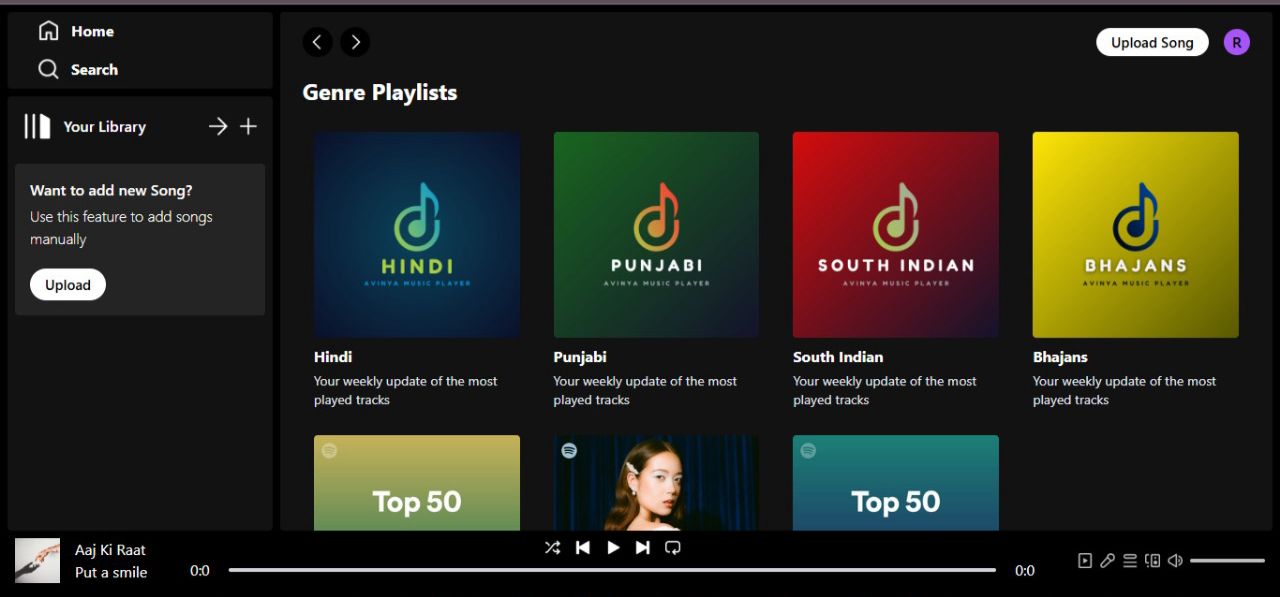 Home
Search
Your Library
Want to add new Song?
Use this feature to add songs
manually
Upload
Upload Song
R
Genre Playlists
HINDI
AVINYA MUSIC PLAYER
PUNJABI
AVINYA MUSIC PLAYER
SOUTH INDIAN
AVINYA MUSIC PLAYER
BHAJANS
AVINYA MUSIC PLAYER
Hindi
Your weekly update of the most
played tracks
Punjabi
Your weekly update of the most
played tracks
South Indian
Your weekly update of the most
played tracks
Bhajans
Your weekly update of the most
played tracks
Top 50
Top 50
Aaj Ki Raat
Put a smile
0:0
0:0